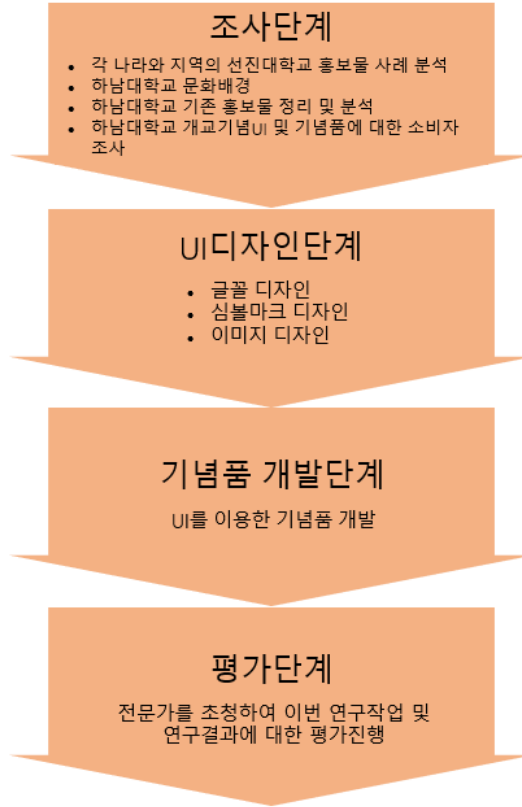 조사단계
• 각 나라와 지역의 선진대학교 홍보물 사례 분석
• 하남대학교 문화배경
• 하남대학교 기존 홍보물 정리 및 분석
• 하남대학교 개교기념UI 및 기념품에 대한 소비자
조사
UI디자인단계
• 글꼴 디자인
• 심볼마크 디자인
• 이미지 디자인
기념품 개발단계
UI를 이용한 기념품 개발
평가단계
전문가를 초청하여 이번 연구작업 및
연구결과에 대한 평가진행